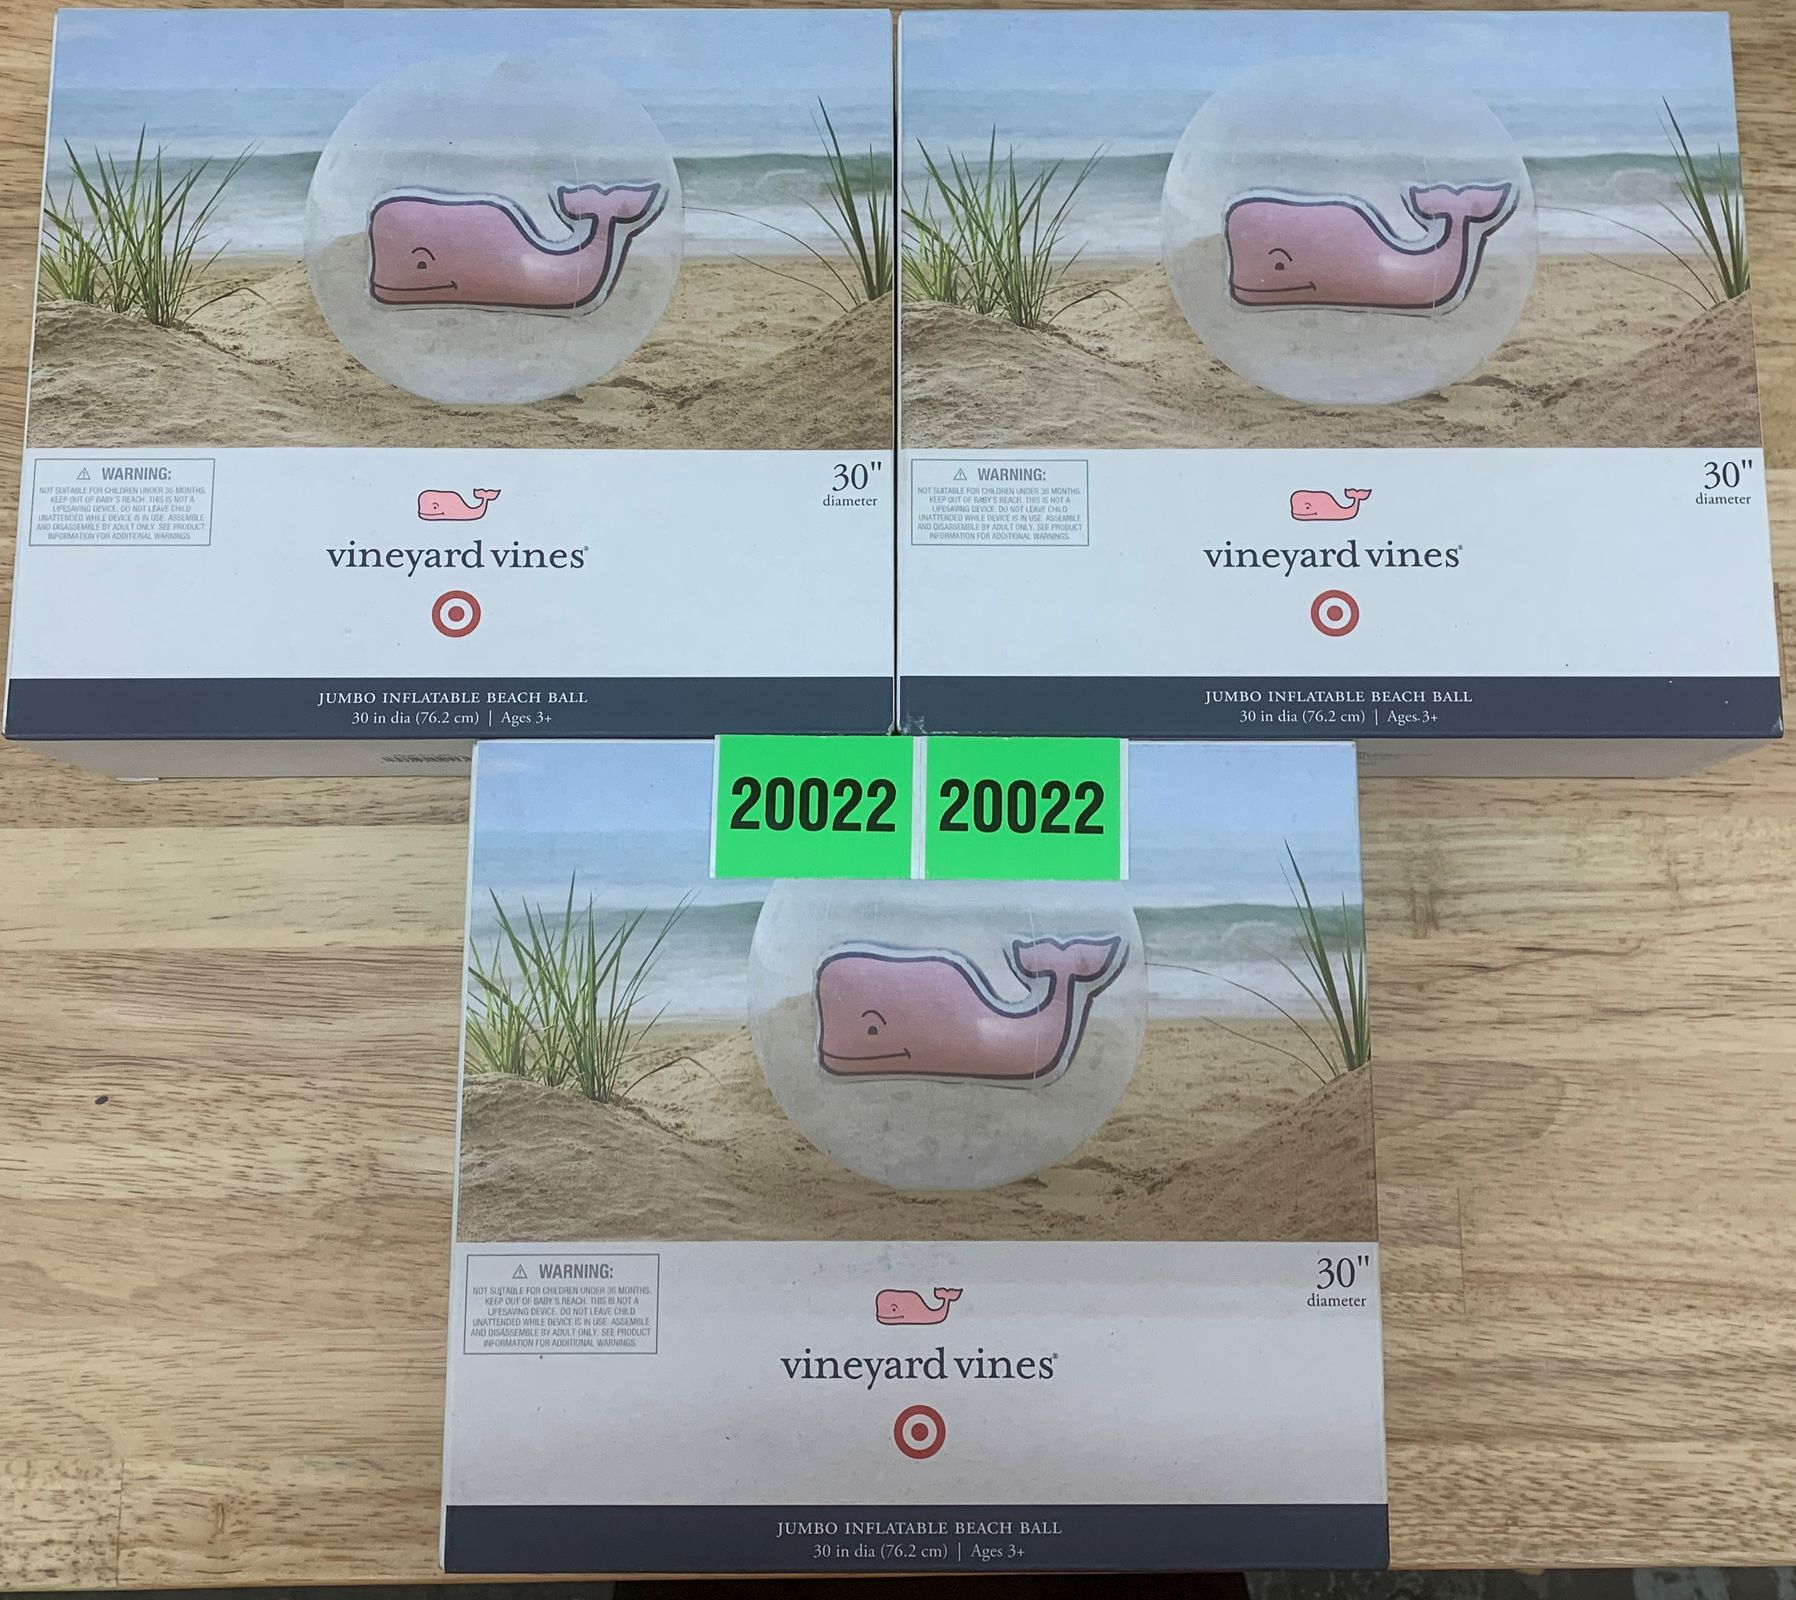 ⚠ WARNING:
NOT SUITABLE FOR CHILDREN UNDER 36 MONTHS.
KEEP OUT OF BABY'S REACH. THIS IS NOT A
LIFESAVING DEVICE. DO NOT LEAVE CHILD
UNATTENDED WHILE DEVICE IS IN USE. ASSEMBLE
AND DISASSEMBLE BY ADULT ONLY. SEE PRODUCT
INFORMATION FOR ADDITIONAL WARNINGS.
30"
diameter
vineyard vines®
JUMBO INFLATABLE BEACH BALL
30 in dia (76.2 cm) | Ages 3+
⚠ WARNING:
NOT SUITABLE FOR CHILDREN UNDER 36 MONTHS.
KEEP OUT OF BABY'S REACH. THIS IS NOT A
LIFESAVING DEVICE. DO NOT LEAVE CHILD
UNATTENDED WHILE DEVICE IS IN USE. ASSEMBLE
AND DISASSEMBLE BY ADULT ONLY. SEE PRODUCT
INFORMATION FOR ADDITIONAL WARNINGS.
30"
diameter
vineyard vines®
JUMBO INFLATABLE BEACH BALL
30 in dia (76.2 cm) | Ages 3+
20022 20022
⚠ WARNING:
NOT SUITABLE FOR CHILDREN UNDER 36 MONTHS.
KEEP OUT OF BABY'S REACH. THIS IS NOT A
LIFESAVING DEVICE. DO NOT LEAVE CHILD
UNATTENDED WHILE DEVICE IS IN USE. ASSEMBLE
AND DISASSEMBLE BY ADULT ONLY. SEE PRODUCT
INFORMATION FOR ADDITIONAL WARNINGS.
30"
diameter
vineyard vines®
JUMBO INFLATABLE BEACH BALL
30 in dia (76.2 cm) | Ages 3+